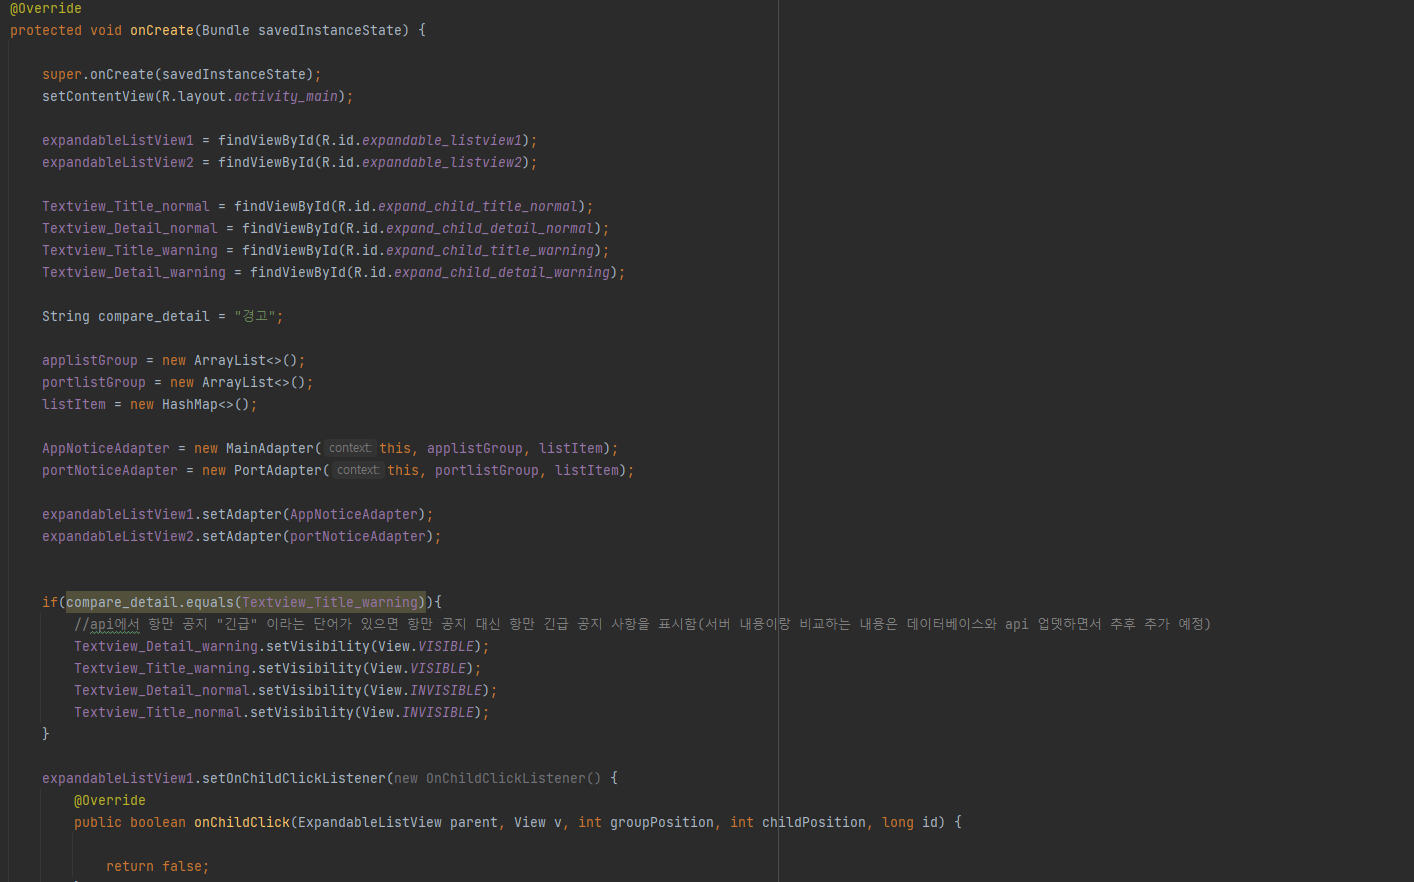 @Override
protected void onCreate(Bundle savedInstanceState) {
super.onCreate(savedInstanceState);
setContentView(R.layout.activity_main);
expandableListView1 = findViewById(R.id.expandable_listview1);
expandableListView2 = findViewById(R.id.expandable_listview2);
Textview_Title_normal = findViewById(R.id.expand_child_title_normal);
Textview_Detail_normal = findViewById(R.id.expand_child_detail_normal);
Textview_Title_warning = findViewById(R.id.expand_child_title_warning);
Textview_Detail_warning = findViewById(R.id.expand_child_detail_warning);
String compare_detail = "경고";
applistGroup = new ArrayList<>();
portlistGroup = new ArrayList<>();
listItem = new HashMap<>();
AppNoticeAdapter = new MainAdapter( context: this, applistGroup, listItem);
portNoticeAdapter = new PortAdapter( context: this, portlistGroup, listItem);
expandableListView1.setAdapter(AppNoticeAdapter);
expandableListView2.setAdapter(portNoticeAdapter);
if(compare_detail.equals(Textview_Title_warning)){
//api에서 항만 공지 "긴급" 이라는 단어가 있으면 항만 공지 대신 항만 긴급 공지 사항을 표시함(서버 내용이랑 비교하는 내용은 데이터베이스와 api 업뎃하면서 추후 추가 예정)
Textview_Detail_warning.setVisibility(View.VISIBLE);
Textview_Title_warning.setVisibility(View.VISIBLE);
Textview_Detail_normal.setVisibility(View.INVISIBLE);
Textview_Title_normal.setVisibility(View.INVISIBLE);
}
expandableListView1.setOnChildClickListener(new OnChildClickListener() {
@Override
public boolean onChildClick(ExpandableListView parent, View v, int groupPosition, int childPosition, long id) {
return false;